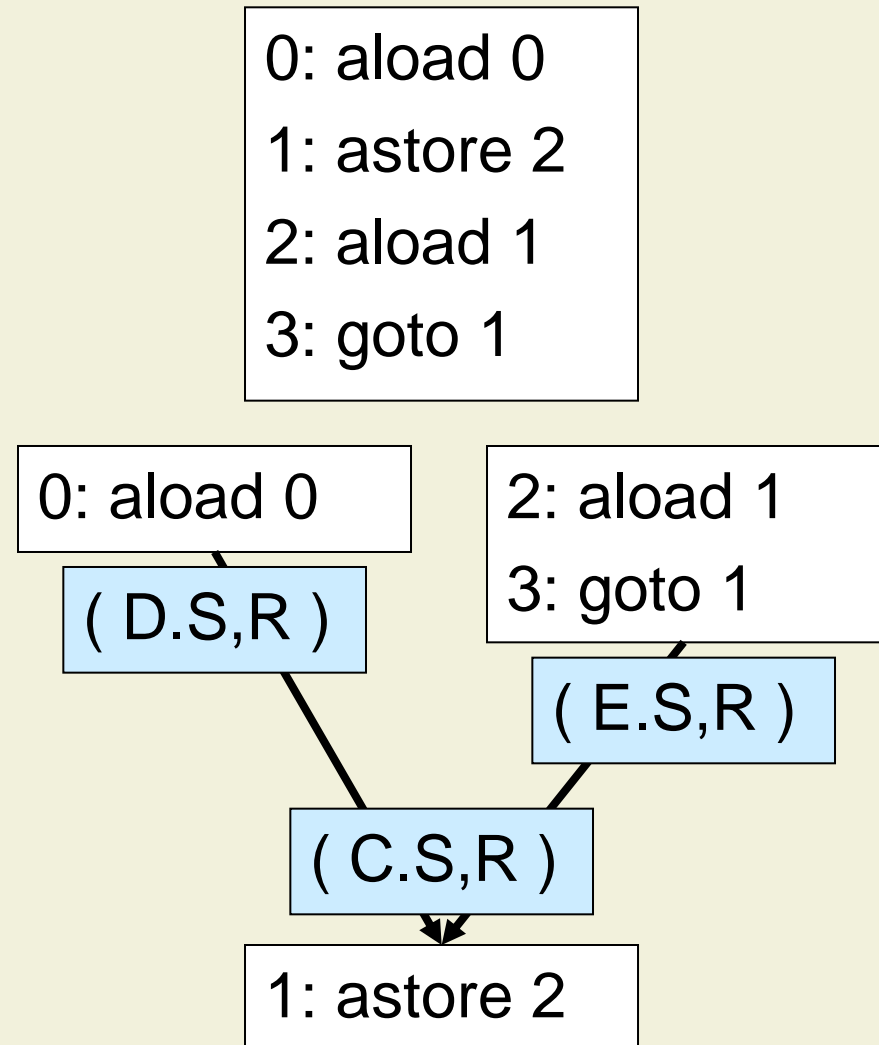 0: aload 0
1: astore 2
2: aload 1
3: goto 1
0: aload 0
2: aload 1
3: goto 1
( D.S,R )
( E.S,R )
( C.S,R )
1: astore 2